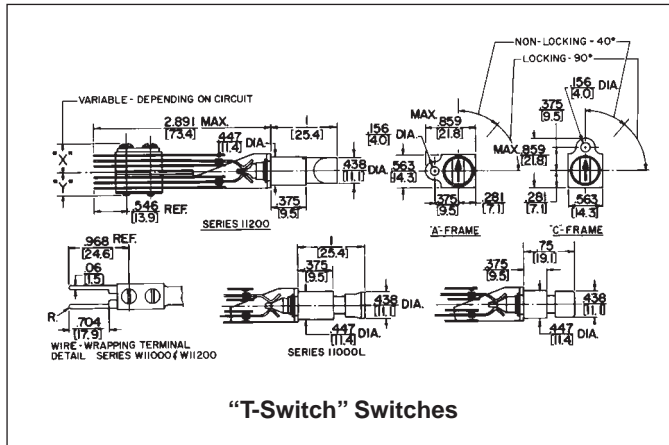 NON-LOCKING - 40°
LOCKING - 90°
VARIABLE - DEPENDING ON CIRCUIT
2.891 MAX.
[73.4]
.447 DIA.
[11.4]
1
[25.4]
.438 DIA.
[11.1]
.375
[9.5]
"X"
"Y"
.546 REF.
[13.9]
SERIES 11200
.156
[4.0]
DIA.
MAX.
.859
[21.8]
.563
[14.3]
.375
[9.5]
.281
[7.1]
"A"-FRAME
.156 DIA.
[4.0]
.375
[9.5]
MAX .859
[21.8]
.281
[7.1]
.563
[14.3]
"C"-FRAME
.968 REF.
[24.6]
.06
[1.5]
R.
.704
[17.9]
WIRE-WRAPPING TERMINAL
DETAIL SERIES W11000 & W11200
1
[25.4]
.375
[9.5]
.438 DIA.
[11.1]
.447 DIA.
[11.4]
SERIES 11000L
.75
[19.1]
.375
[9.5]
.438
[11.1]
.447 DIA.
[11.4]
“T-Switch” Switches